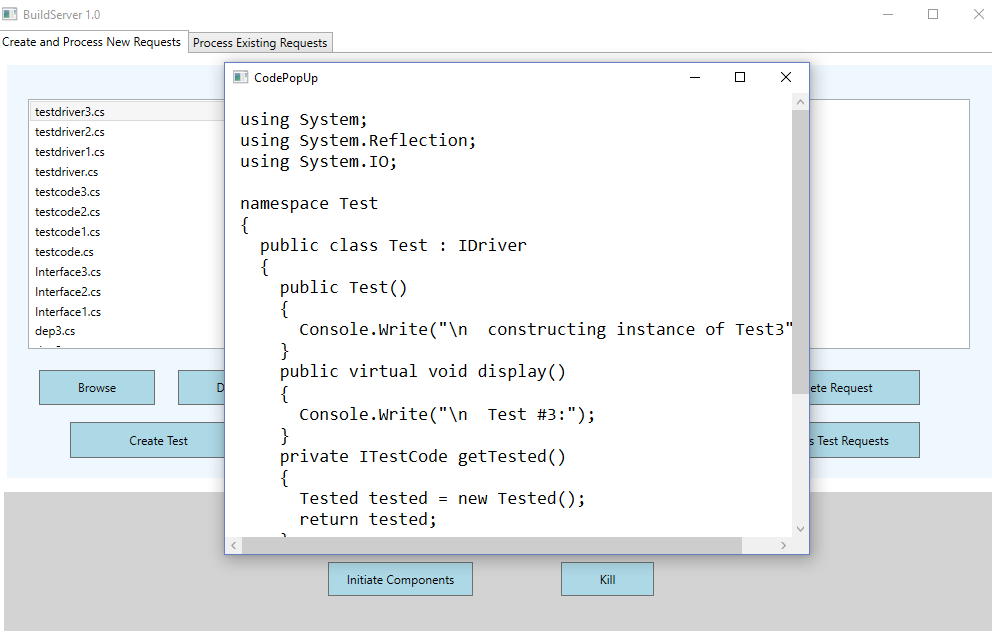 BuildServer 1.0
Create and Process New Requests
Process Existing Requests
CodePopUp
testdriver3.cs
testdriver2.cs
testdriver1.cs
testdriver.cs
testcode3.cs
testcode2.cs
testcode1.cs
testcode.cs
Interface3.cs
Interface2.cs
Interface1.cs
dep3.cs
using System;
using System.Reflection;
using System.IO;
namespace Test
{
public class Test : IDriver
{
public Test()
{
Console.Write("\n  constructing instance of Test3"
}
public virtual void display()
{
Console.Write("\n  Test #3:");
}
private ITestCode getTested()
{
Tested tested = new Tested();
return tested;
Browse
D
ete Request
Create Test
s Test Requests
Initiate Components
Kill